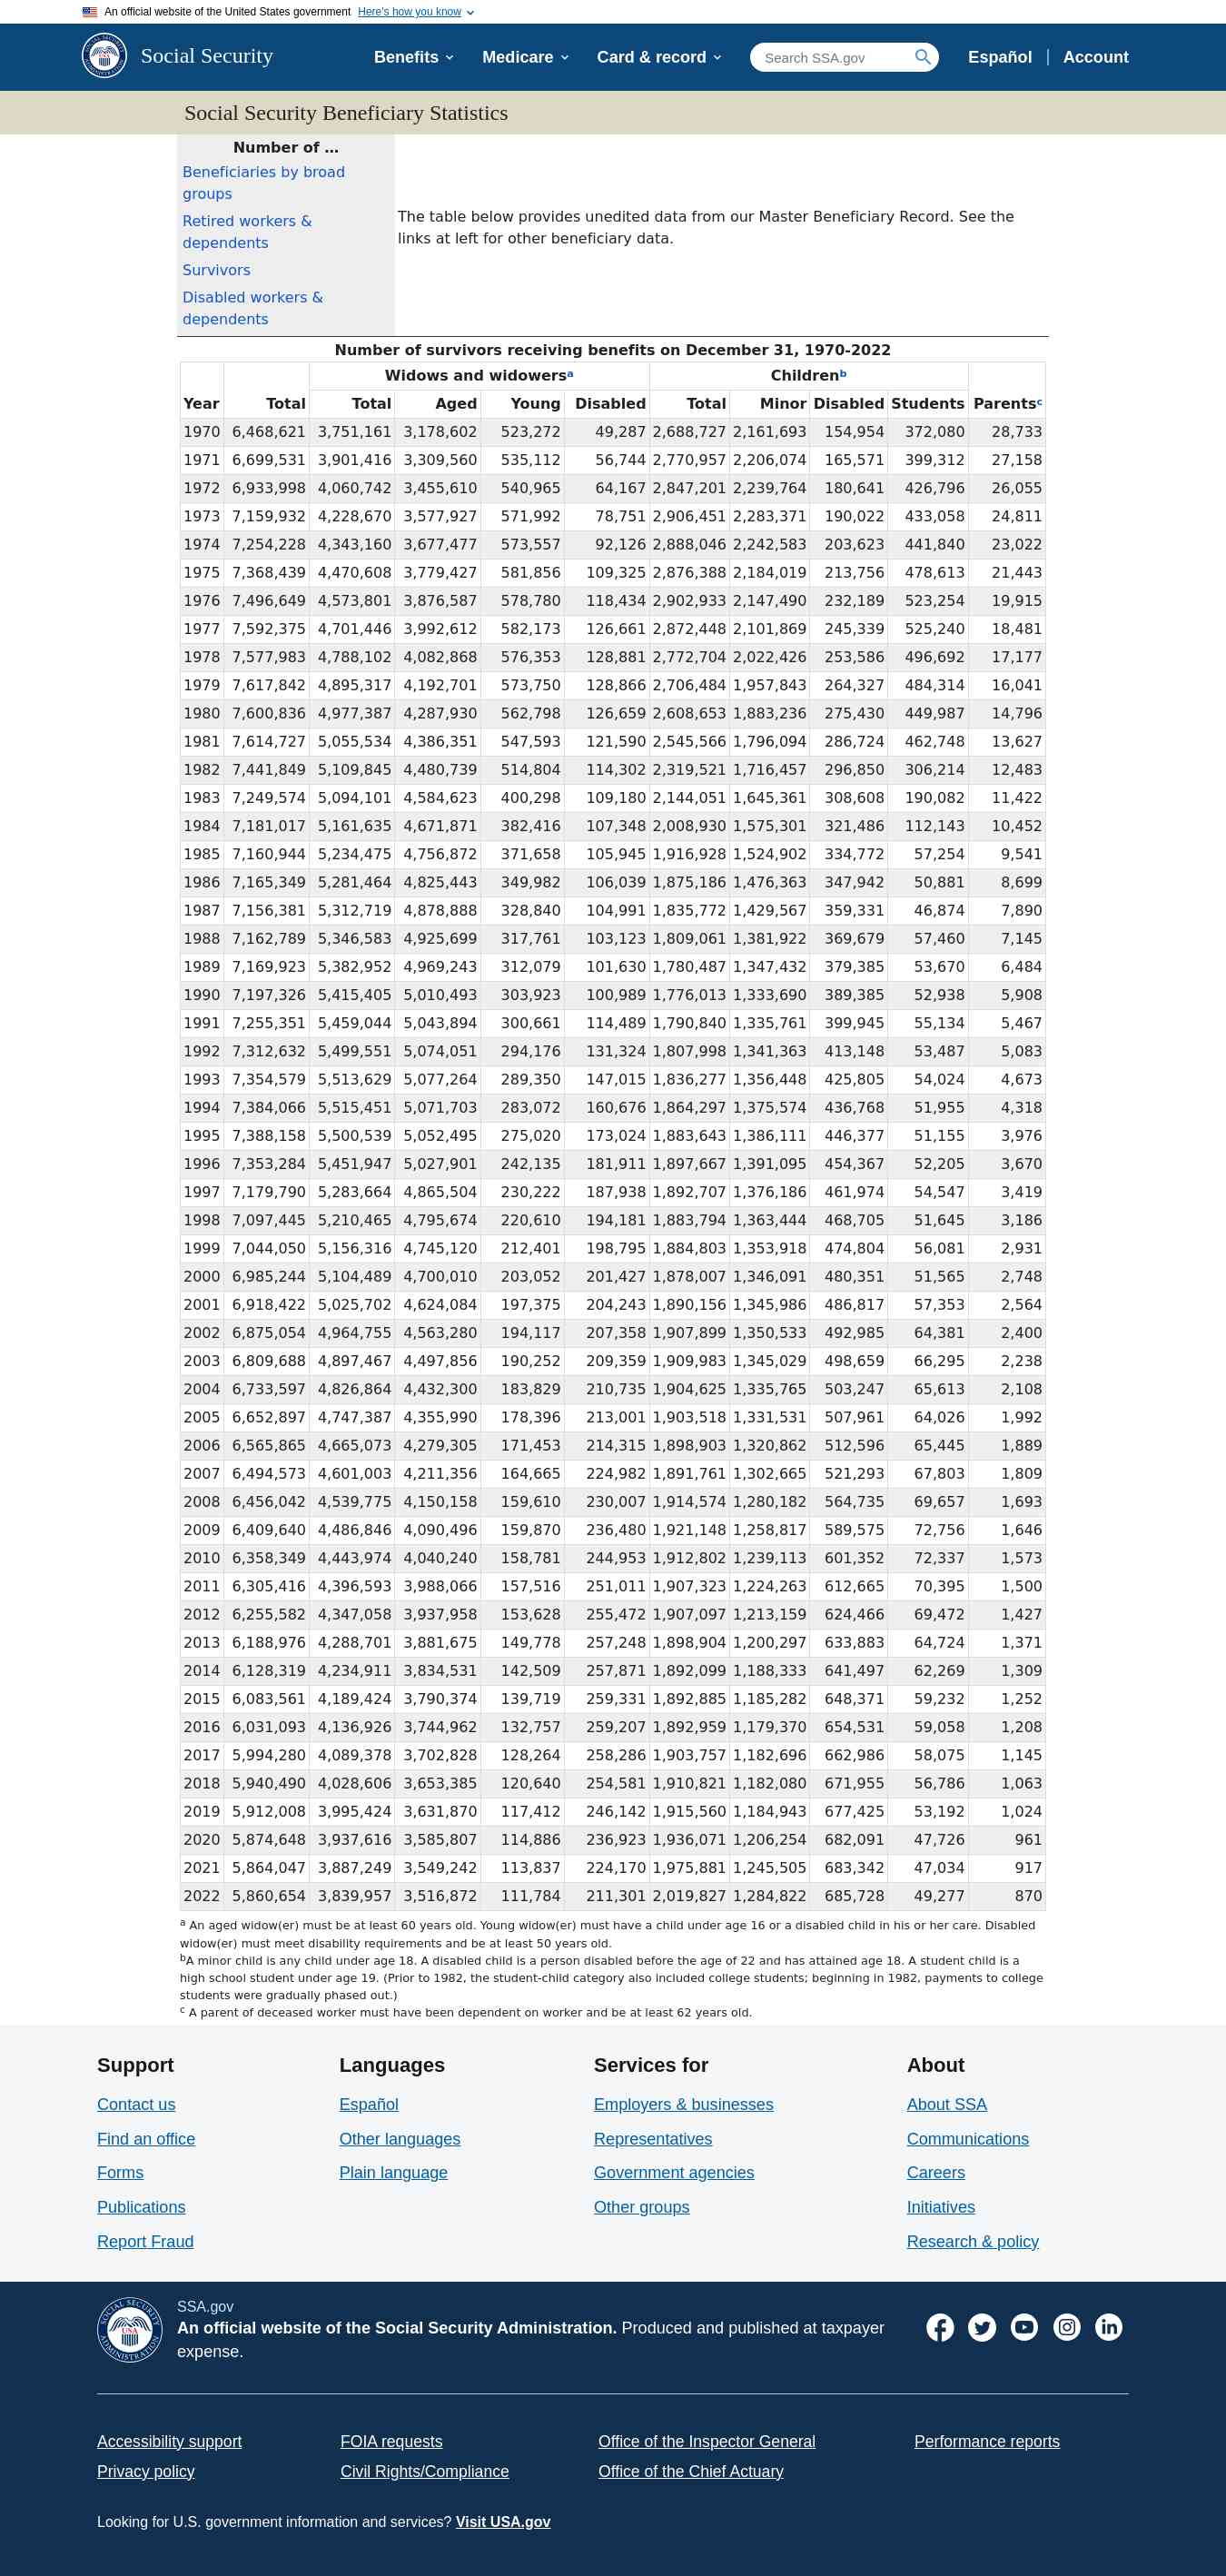 An official website of the United States government Here's how you know
Social Security
Benefits Medicare Card & record Search SSA.gov Español Account
Social Security Beneficiary Statistics
Number of …
Beneficiaries by broad
groups
Retired workers &
dependents
Survivors
Disabled workers &
dependents
The table below provides unedited data from our Master Beneficiary Record. See the
links at left for other beneficiary data.
Number of survivors receiving benefits on December 31, 1970-2022
Widows and widowersa Childrenb
Year Total Total Aged Young Disabled Total Minor Disabled Students Parentsc
1970 6,468,621 3,751,161 3,178,602 523,272 49,287 2,688,727 2,161,693 154,954 372,080 28,733
1971 6,699,531 3,901,416 3,309,560 535,112 56,744 2,770,957 2,206,074 165,571 399,312 27,158
1972 6,933,998 4,060,742 3,455,610 540,965 64,167 2,847,201 2,239,764 180,641 426,796 26,055
1973 7,159,932 4,228,670 3,577,927 571,992 78,751 2,906,451 2,283,371 190,022 433,058 24,811
1974 7,254,228 4,343,160 3,677,477 573,557 92,126 2,888,046 2,242,583 203,623 441,840 23,022
1975 7,368,439 4,470,608 3,779,427 581,856 109,325 2,876,388 2,184,019 213,756 478,613 21,443
1976 7,496,649 4,573,801 3,876,587 578,780 118,434 2,902,933 2,147,490 232,189 523,254 19,915
1977 7,592,375 4,701,446 3,992,612 582,173 126,661 2,872,448 2,101,869 245,339 525,240 18,481
1978 7,577,983 4,788,102 4,082,868 576,353 128,881 2,772,704 2,022,426 253,586 496,692 17,177
1979 7,617,842 4,895,317 4,192,701 573,750 128,866 2,706,484 1,957,843 264,327 484,314 16,041
1980 7,600,836 4,977,387 4,287,930 562,798 126,659 2,608,653 1,883,236 275,430 449,987 14,796
1981 7,614,727 5,055,534 4,386,351 547,593 121,590 2,545,566 1,796,094 286,724 462,748 13,627
1982 7,441,849 5,109,845 4,480,739 514,804 114,302 2,319,521 1,716,457 296,850 306,214 12,483
1983 7,249,574 5,094,101 4,584,623 400,298 109,180 2,144,051 1,645,361 308,608 190,082 11,422
1984 7,181,017 5,161,635 4,671,871 382,416 107,348 2,008,930 1,575,301 321,486 112,143 10,452
1985 7,160,944 5,234,475 4,756,872 371,658 105,945 1,916,928 1,524,902 334,772 57,254 9,541
1986 7,165,349 5,281,464 4,825,443 349,982 106,039 1,875,186 1,476,363 347,942 50,881 8,699
1987 7,156,381 5,312,719 4,878,888 328,840 104,991 1,835,772 1,429,567 359,331 46,874 7,890
1988 7,162,789 5,346,583 4,925,699 317,761 103,123 1,809,061 1,381,922 369,679 57,460 7,145
1989 7,169,923 5,382,952 4,969,243 312,079 101,630 1,780,487 1,347,432 379,385 53,670 6,484
1990 7,197,326 5,415,405 5,010,493 303,923 100,989 1,776,013 1,333,690 389,385 52,938 5,908
1991 7,255,351 5,459,044 5,043,894 300,661 114,489 1,790,840 1,335,761 399,945 55,134 5,467
1992 7,312,632 5,499,551 5,074,051 294,176 131,324 1,807,998 1,341,363 413,148 53,487 5,083
1993 7,354,579 5,513,629 5,077,264 289,350 147,015 1,836,277 1,356,448 425,805 54,024 4,673
1994 7,384,066 5,515,451 5,071,703 283,072 160,676 1,864,297 1,375,574 436,768 51,955 4,318
1995 7,388,158 5,500,539 5,052,495 275,020 173,024 1,883,643 1,386,111 446,377 51,155 3,976
1996 7,353,284 5,451,947 5,027,901 242,135 181,911 1,897,667 1,391,095 454,367 52,205 3,670
1997 7,179,790 5,283,664 4,865,504 230,222 187,938 1,892,707 1,376,186 461,974 54,547 3,419
1998 7,097,445 5,210,465 4,795,674 220,610 194,181 1,883,794 1,363,444 468,705 51,645 3,186
1999 7,044,050 5,156,316 4,745,120 212,401 198,795 1,884,803 1,353,918 474,804 56,081 2,931
2000 6,985,244 5,104,489 4,700,010 203,052 201,427 1,878,007 1,346,091 480,351 51,565 2,748
2001 6,918,422 5,025,702 4,624,084 197,375 204,243 1,890,156 1,345,986 486,817 57,353 2,564
2002 6,875,054 4,964,755 4,563,280 194,117 207,358 1,907,899 1,350,533 492,985 64,381 2,400
2003 6,809,688 4,897,467 4,497,856 190,252 209,359 1,909,983 1,345,029 498,659 66,295 2,238
2004 6,733,597 4,826,864 4,432,300 183,829 210,735 1,904,625 1,335,765 503,247 65,613 2,108
2005 6,652,897 4,747,387 4,355,990 178,396 213,001 1,903,518 1,331,531 507,961 64,026 1,992
2006 6,565,865 4,665,073 4,279,305 171,453 214,315 1,898,903 1,320,862 512,596 65,445 1,889
2007 6,494,573 4,601,003 4,211,356 164,665 224,982 1,891,761 1,302,665 521,293 67,803 1,809
2008 6,456,042 4,539,775 4,150,158 159,610 230,007 1,914,574 1,280,182 564,735 69,657 1,693
2009 6,409,640 4,486,846 4,090,496 159,870 236,480 1,921,148 1,258,817 589,575 72,756 1,646
2010 6,358,349 4,443,974 4,040,240 158,781 244,953 1,912,802 1,239,113 601,352 72,337 1,573
2011 6,305,416 4,396,593 3,988,066 157,516 251,011 1,907,323 1,224,263 612,665 70,395 1,500
2012 6,255,582 4,347,058 3,937,958 153,628 255,472 1,907,097 1,213,159 624,466 69,472 1,427
2013 6,188,976 4,288,701 3,881,675 149,778 257,248 1,898,904 1,200,297 633,883 64,724 1,371
2014 6,128,319 4,234,911 3,834,531 142,509 257,871 1,892,099 1,188,333 641,497 62,269 1,309
2015 6,083,561 4,189,424 3,790,374 139,719 259,331 1,892,885 1,185,282 648,371 59,232 1,252
2016 6,031,093 4,136,926 3,744,962 132,757 259,207 1,892,959 1,179,370 654,531 59,058 1,208
2017 5,994,280 4,089,378 3,702,828 128,264 258,286 1,903,757 1,182,696 662,986 58,075 1,145
2018 5,940,490 4,028,606 3,653,385 120,640 254,581 1,910,821 1,182,080 671,955 56,786 1,063
2019 5,912,008 3,995,424 3,631,870 117,412 246,142 1,915,560 1,184,943 677,425 53,192 1,024
2020 5,874,648 3,937,616 3,585,807 114,886 236,923 1,936,071 1,206,254 682,091 47,726 961
2021 5,864,047 3,887,249 3,549,242 113,837 224,170 1,975,881 1,245,505 683,342 47,034 917
2022 5,860,654 3,839,957 3,516,872 111,784 211,301 2,019,827 1,284,822 685,728 49,277 870
a An aged widow(er) must be at least 60 years old. Young widow(er) must have a child under age 16 or a disabled child in his or her care. Disabled
widow(er) must meet disability requirements and be at least 50 years old.
bA minor child is any child under age 18. A disabled child is a person disabled before the age of 22 and has attained age 18. A student child is a
high school student under age 19. (Prior to 1982, the student-child category also included college students; beginning in 1982, payments to college
students were gradually phased out.)
c A parent of deceased worker must have been dependent on worker and be at least 62 years old.
Support Languages Services for About
Contact us Español Employers & businesses About SSA
Find an office Other languages Representatives Communications
Forms Plain language Government agencies Careers
Publications Other groups Initiatives
Report Fraud Research & policy
SOCIAL SECURITY ADMINISTRATION
USA
SSA.gov
An official website of the Social Security Administration. Produced and published at taxpayer
expense.
Accessibility support FOIA requests Office of the Inspector General Performance reports
Privacy policy Civil Rights/Compliance Office of the Chief Actuary
Looking for U.S. government information and services? Visit USA.gov